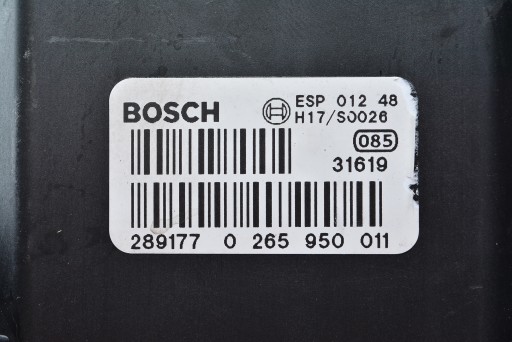 BOSCH ESP 012 48
H17/S0026
085
31619
289177 0 265 950 011